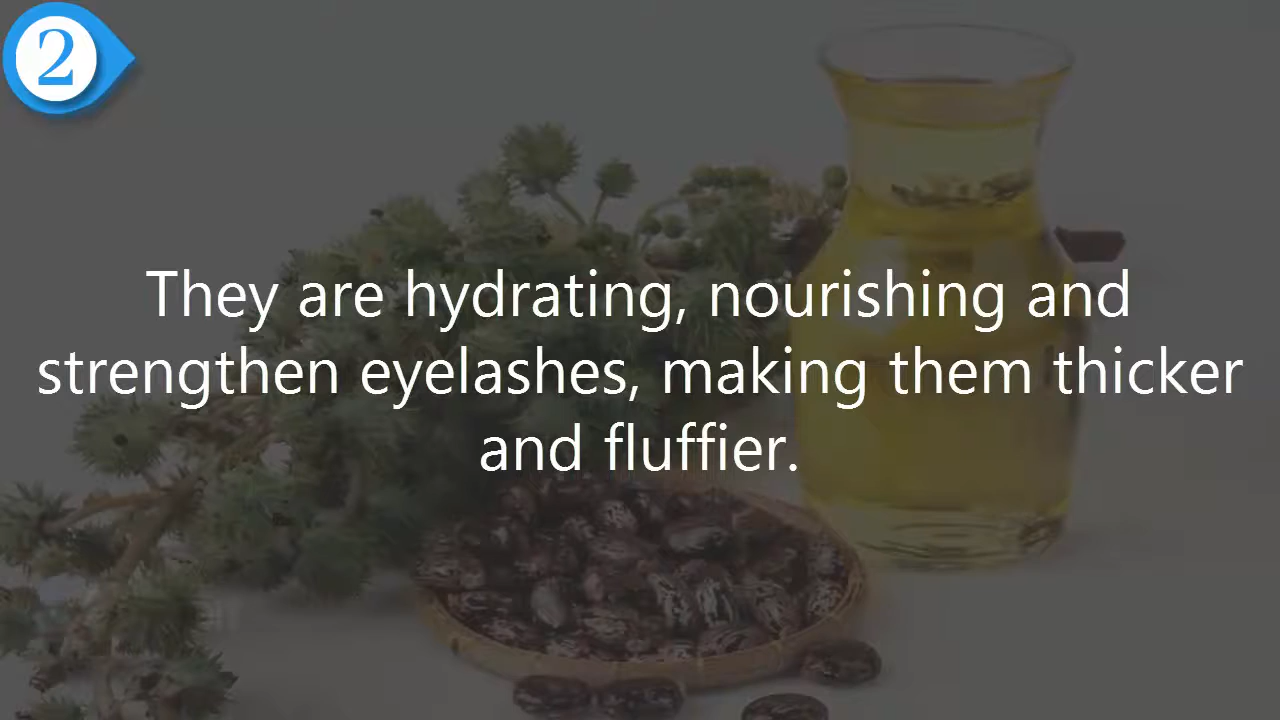 2
They are hydrating, nourishing and
strengthen eyelashes, making them thicker
and fluffier.